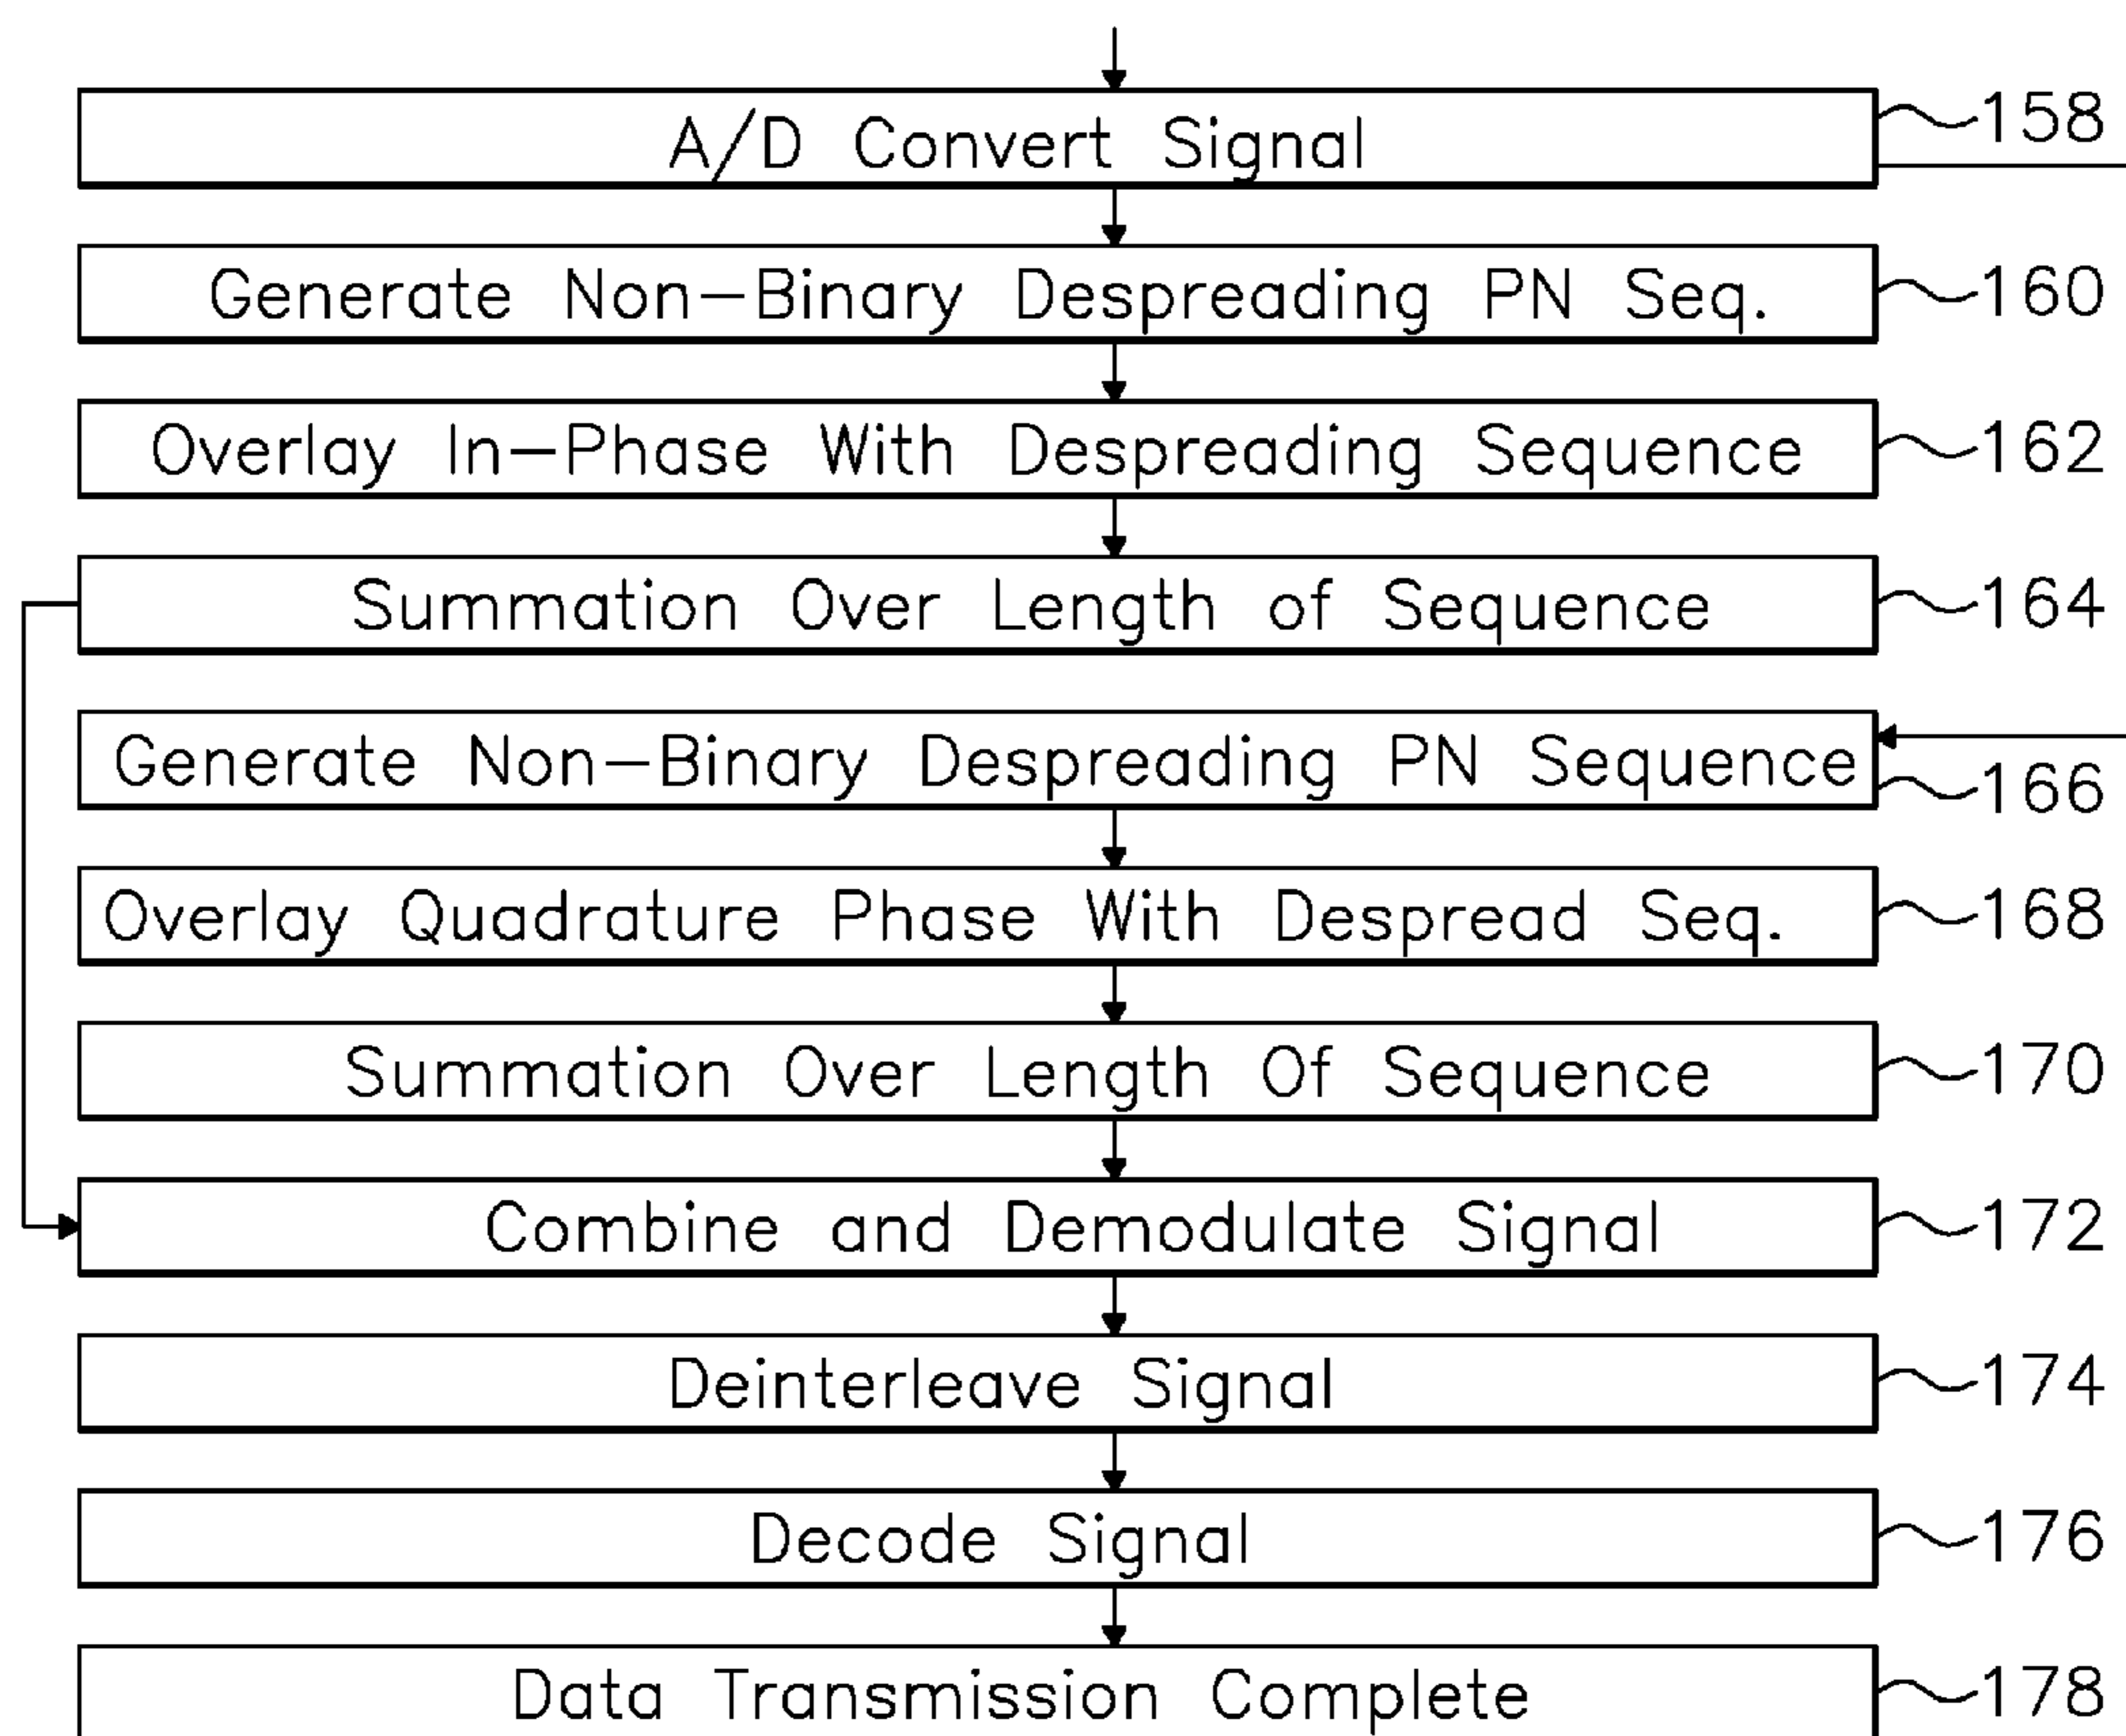 A/D Convert Signal 158
Generate Non-Binary Despreading PN Seq. 160
Overlay In-Phase With Despreading Sequence 162
Summation Over Length of Sequence 164
Generate Non-Binary Despreading PN Sequence 166
Overlay Quadrature Phase With Despread Seq. 168
Summation Over Length Of Sequence 170
Combine and Demodulate Signal 172
Deinterleave Signal 174
Decode Signal 176
Data Transmission Complete 178